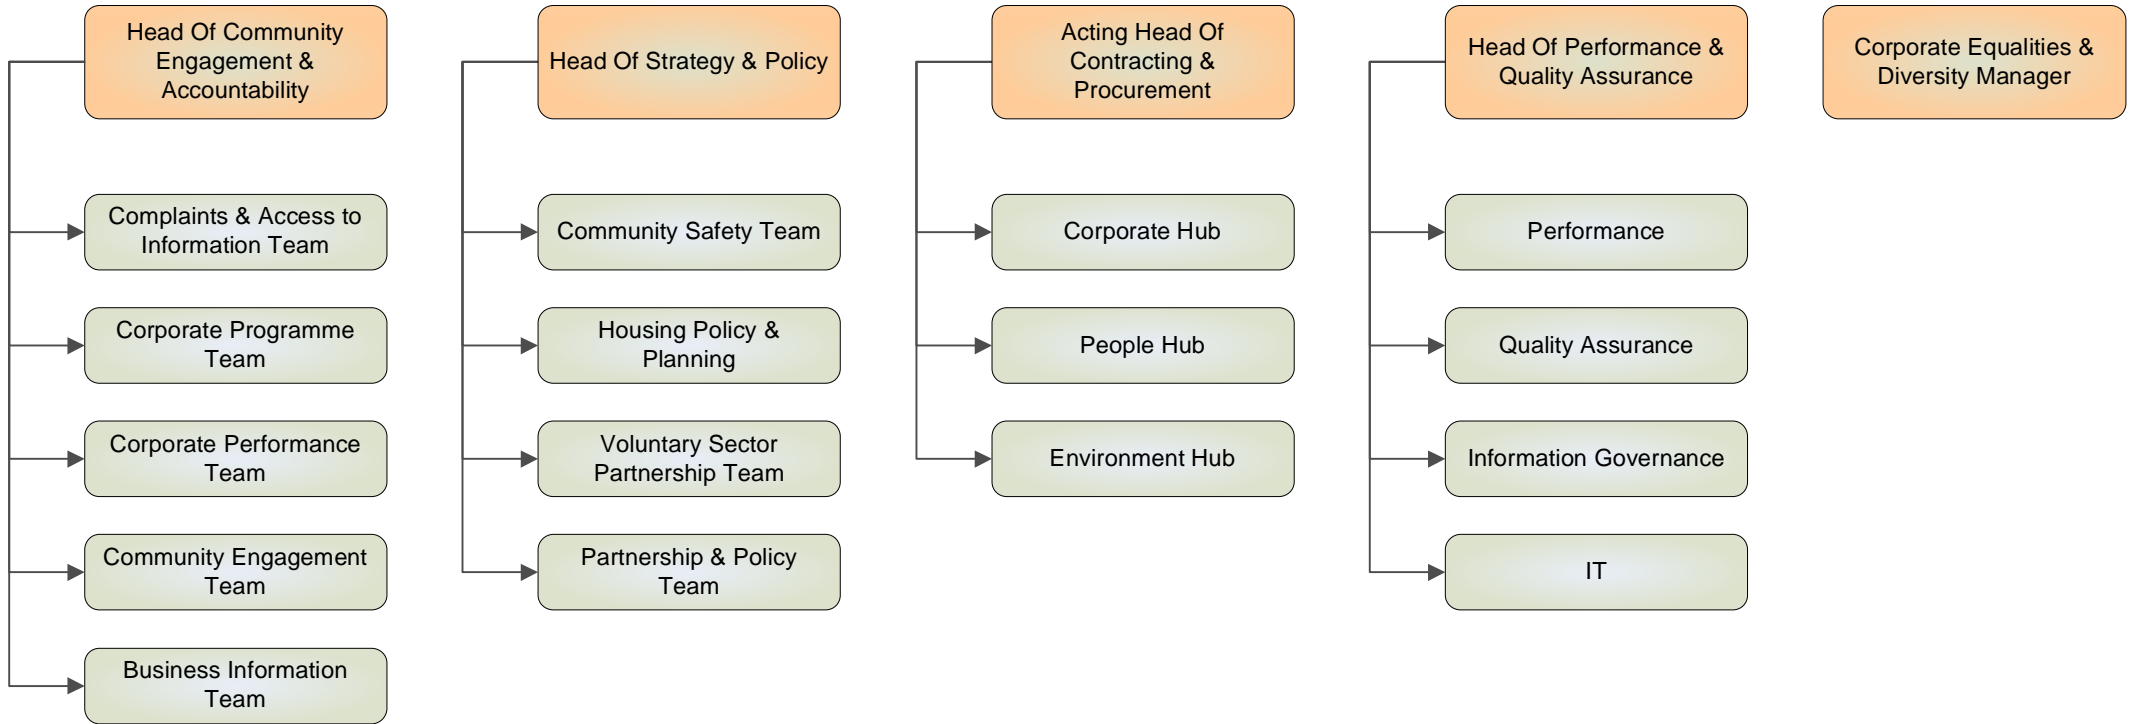 Head Of Community
Engagement &
Accountability
Complaints & Access to
Information Team
Corporate Programme
Team
Corporate Performance
Team
Community Engagement
Team
Business Information
Team
Head Of Strategy & Policy
Community Safety Team
Housing Policy &
Planning
Voluntary Sector
Partnership Team
Partnership & Policy
Team
Acting Head Of
Contracting &
Procurement
Corporate Hub
People Hub
Environment Hub
Head Of Performance &
Quality Assurance
Performance
Quality Assurance
Information Governance
IT
Corporate Equalities &
Diversity Manager